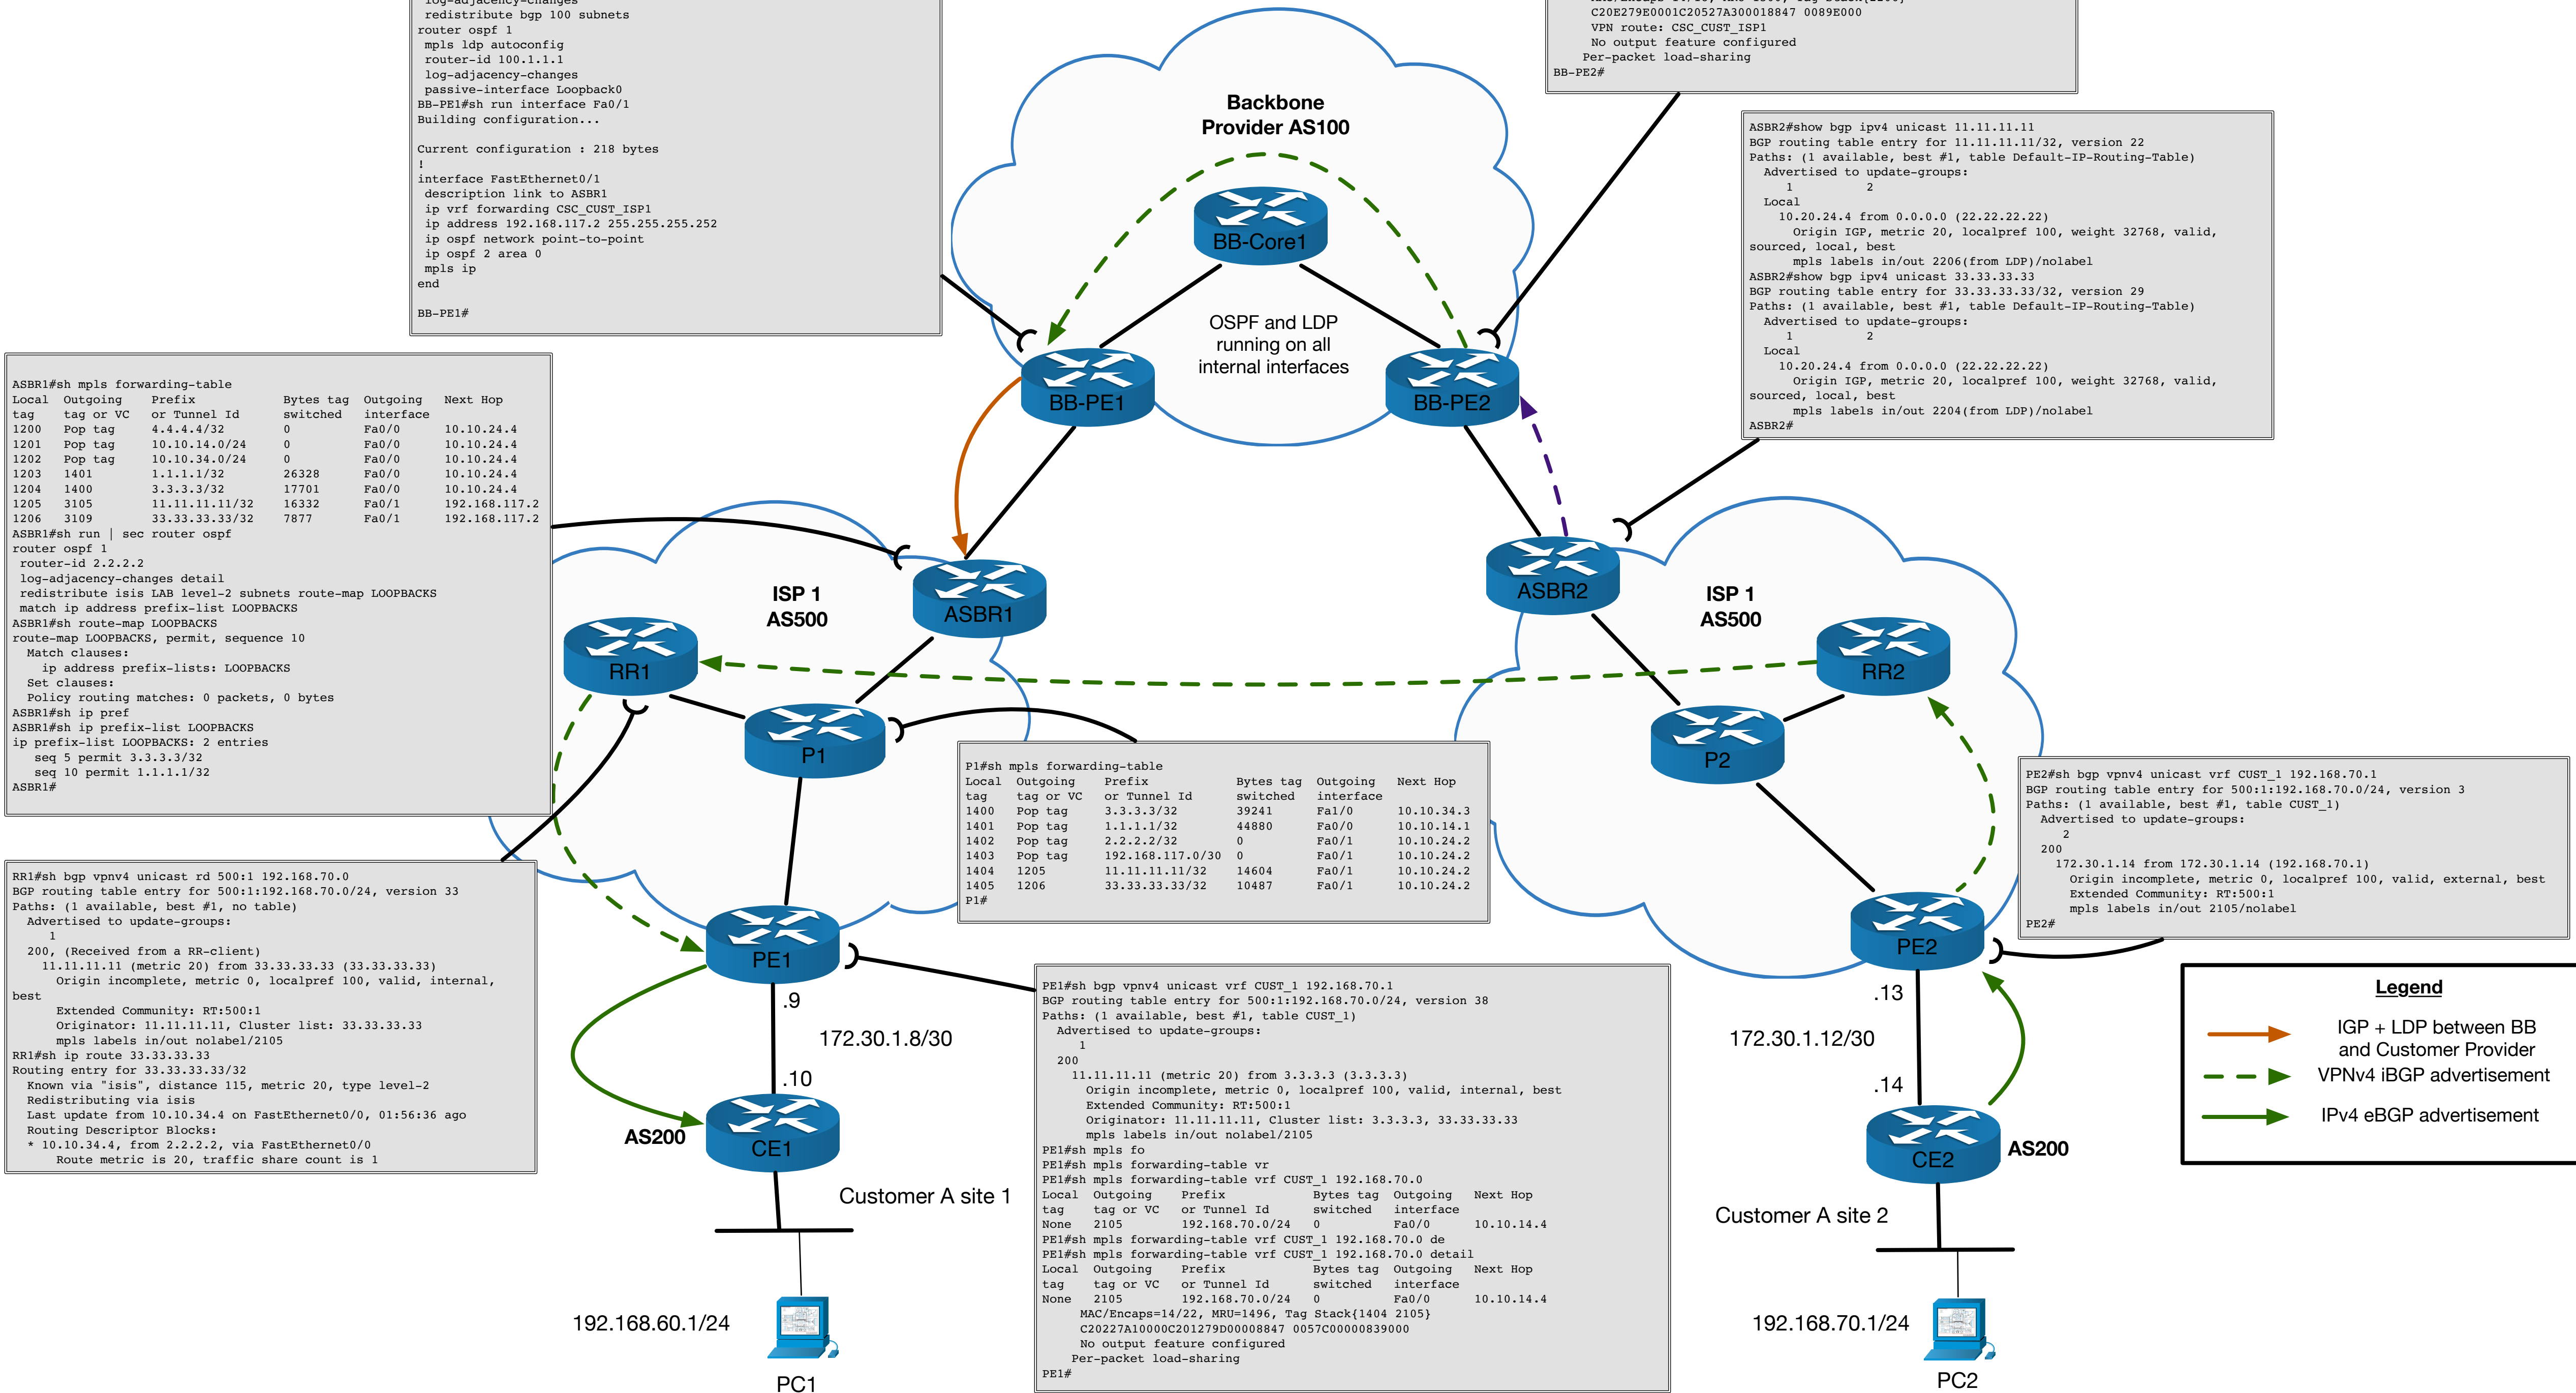 log-adjacency-changes
redistribute bgp 100 subnets
router ospf 1
mpls ldp autoconfig
router-id 100.1.1.1
log-adjacency-changes
passive-interface Loopback0
BB-PE1#sh run interface Fa0/1
Building configuration...
Current configuration : 218 bytes
!
interface FastEthernet0/1
description link to ASBR1
ip vrf forwarding CSC_CUST_ISP1
ip address 192.168.117.2 255.255.255.252
ip ospf network point-to-point
ip ospf 2 area 0
mpls ip
end
BB-PE1#
C20E279E0001C20527A300018847 0089E000
VPN route: CSC_CUST_ISP1
No output feature configured
Per-packet load-sharing
BB-PE2#
Backbone
Provider AS100
BB-Core1
OSPF and LDP
running on all
internal interfaces
BB-PE1
BB-PE2
ASBR2#show bgp ipv4 unicast 11.11.11.11
BGP routing table entry for 11.11.11.11/32, version 22
Paths: (1 available, best #1, table Default-IP-Routing-Table)
Advertised to update-groups:
1 2
Local
10.20.24.4 from 0.0.0.0 (22.22.22.22)
Origin IGP, metric 20, localpref 100, weight 32768, valid,
sourced, local, best
mpls labels in/out 2206(from LDP)/nolabel
ASBR2#show bgp ipv4 unicast 33.33.33.33
BGP routing table entry for 33.33.33.33/32, version 29
Paths: (1 available, best #1, table Default-IP-Routing-Table)
Advertised to update-groups:
1 2
Local
10.20.24.4 from 0.0.0.0 (22.22.22.22)
Origin IGP, metric 20, localpref 100, weight 32768, valid,
sourced, local, best
mpls labels in/out 2204(from LDP)/nolabel
ASBR2#
ASBR1#sh mpls forwarding-table
Local Outgoing Prefix Bytes tag Outgoing Next Hop
tag tag or VC or Tunnel Id switched interface
1200 Pop tag 4.4.4.4/32 0 Fa0/0 10.10.24.4
1201 Pop tag 10.10.14.0/24 0 Fa0/0 10.10.24.4
1202 Pop tag 10.10.34.0/24 0 Fa0/0 10.10.24.4
1203 1401 1.1.1.1/32 26328 Fa0/0 10.10.24.4
1204 1400 3.3.3.3/32 17701 Fa0/0 10.10.24.4
1205 3105 11.11.11.11/32 16332 Fa0/1 192.168.117.2
1206 3109 33.33.33.33/32 7877 Fa0/1 192.168.117.2
ASBR1#sh run | sec router ospf
router ospf 1
router-id 2.2.2.2
log-adjacency-changes detail
redistribute isis LAB level-2 subnets route-map LOOPBACKS
match ip address prefix-list LOOPBACKS
ASBR1#sh route-map LOOPBACKS
route-map LOOPBACKS, permit, sequence 10
Match clauses:
ip address prefix-lists: LOOPBACKS
Set clauses:
Policy routing matches: 0 packets, 0 bytes
ASBR1#sh ip pref
ASBR1#sh ip prefix-list LOOPBACKS
ip prefix-list LOOPBACKS: 2 entries
seq 5 permit 3.3.3.3/32
seq 10 permit 1.1.1.1/32
ASBR1#
ISP 1
AS500
ASBR1
RR1
P1
ASBR2
ISP 1
AS500
RR2
P2
P1#sh mpls forwarding-table
Local Outgoing Prefix Bytes tag Outgoing Next Hop
tag tag or VC or Tunnel Id switched interface
1400 Pop tag 3.3.3.3/32 39241 Fa1/0 10.10.34.3
1401 Pop tag 1.1.1.1/32 44880 Fa0/0 10.10.14.1
1402 Pop tag 2.2.2.2/32 0 Fa0/1 10.10.24.2
1403 Pop tag 192.168.117.0/30 0 Fa0/1 10.10.24.2
1404 1205 11.11.11.11/32 14604 Fa0/1 10.10.24.2
1405 1206 33.33.33.33/32 10487 Fa0/1 10.10.24.2
P1#
PE2#sh bgp vpnv4 unicast vrf CUST_1 192.168.70.1
BGP routing table entry for 500:1:192.168.70.0/24, version 3
Paths: (1 available, best #1, table CUST_1)
Advertised to update-groups:
2
200
172.30.1.14 from 172.30.1.14 (192.168.70.1)
Origin incomplete, metric 0, localpref 100, valid, external, best
Extended Community: RT:500:1
mpls labels in/out 2105/nolabel
PE2#
RR1#sh bgp vpnv4 unicast rd 500:1 192.168.70.0
BGP routing table entry for 500:1:192.168.70.0/24, version 33
Paths: (1 available, best #1, no table)
Advertised to update-groups:
1
200, (Received from a RR-client)
11.11.11.11 (metric 20) from 33.33.33.33 (33.33.33.33)
Origin incomplete, metric 0, localpref 100, valid, internal,
best
Extended Community: RT:500:1
Originator: 11.11.11.11, Cluster list: 33.33.33.33
mpls labels in/out nolabel/2105
RR1#sh ip route 33.33.33.33
Routing entry for 33.33.33.33/32
Known via "isis", distance 115, metric 20, type level-2
Redistributing via isis
Last update from 10.10.34.4 on FastEthernet0/0, 01:56:36 ago
Routing Descriptor Blocks:
* 10.10.34.4, from 2.2.2.2, via FastEthernet0/0
Route metric is 20, traffic share count is 1
PE1
.9
172.30.1.8/30
.10
AS200
CE1
Customer A site 1
192.168.60.1/24
PC1
PE1#sh bgp vpnv4 unicast vrf CUST_1 192.168.70.1
BGP routing table entry for 500:1:192.168.70.0/24, version 38
Paths: (1 available, best #1, table CUST_1)
Advertised to update-groups:
1
200
11.11.11.11 (metric 20) from 3.3.3.3 (3.3.3.3)
Origin incomplete, metric 0, localpref 100, valid, internal, best
Extended Community: RT:500:1
Originator: 11.11.11.11, Cluster list: 3.3.3.3, 33.33.33.33
mpls labels in/out nolabel/2105
PE1#sh mpls fo
PE1#sh mpls forwarding-table vr
PE1#sh mpls forwarding-table vrf CUST_1 192.168.70.0
Local Outgoing Prefix Bytes tag Outgoing Next Hop
tag tag or VC or Tunnel Id switched interface
None 2105 192.168.70.0/24 0 Fa0/0 10.10.14.4
PE1#sh mpls forwarding-table vrf CUST_1 192.168.70.0 de
PE1#sh mpls forwarding-table vrf CUST_1 192.168.70.0 detail
Local Outgoing Prefix Bytes tag Outgoing Next Hop
tag tag or VC or Tunnel Id switched interface
None 2105 192.168.70.0/24 0 Fa0/0 10.10.14.4
MAC/Encaps=14/22, MRU=1496, Tag Stack{1404 2105}
C20227A10000C201279D00008847 0057C00000839000
No output feature configured
Per-packet load-sharing
PE1#
PE2
.13
172.30.1.12/30
.14
CE2
AS200
Customer A site 2
192.168.70.1/24
PC2
Legend
IGP + LDP between BB
and Customer Provider
VPNv4 iBGP advertisement
IPv4 eBGP advertisement